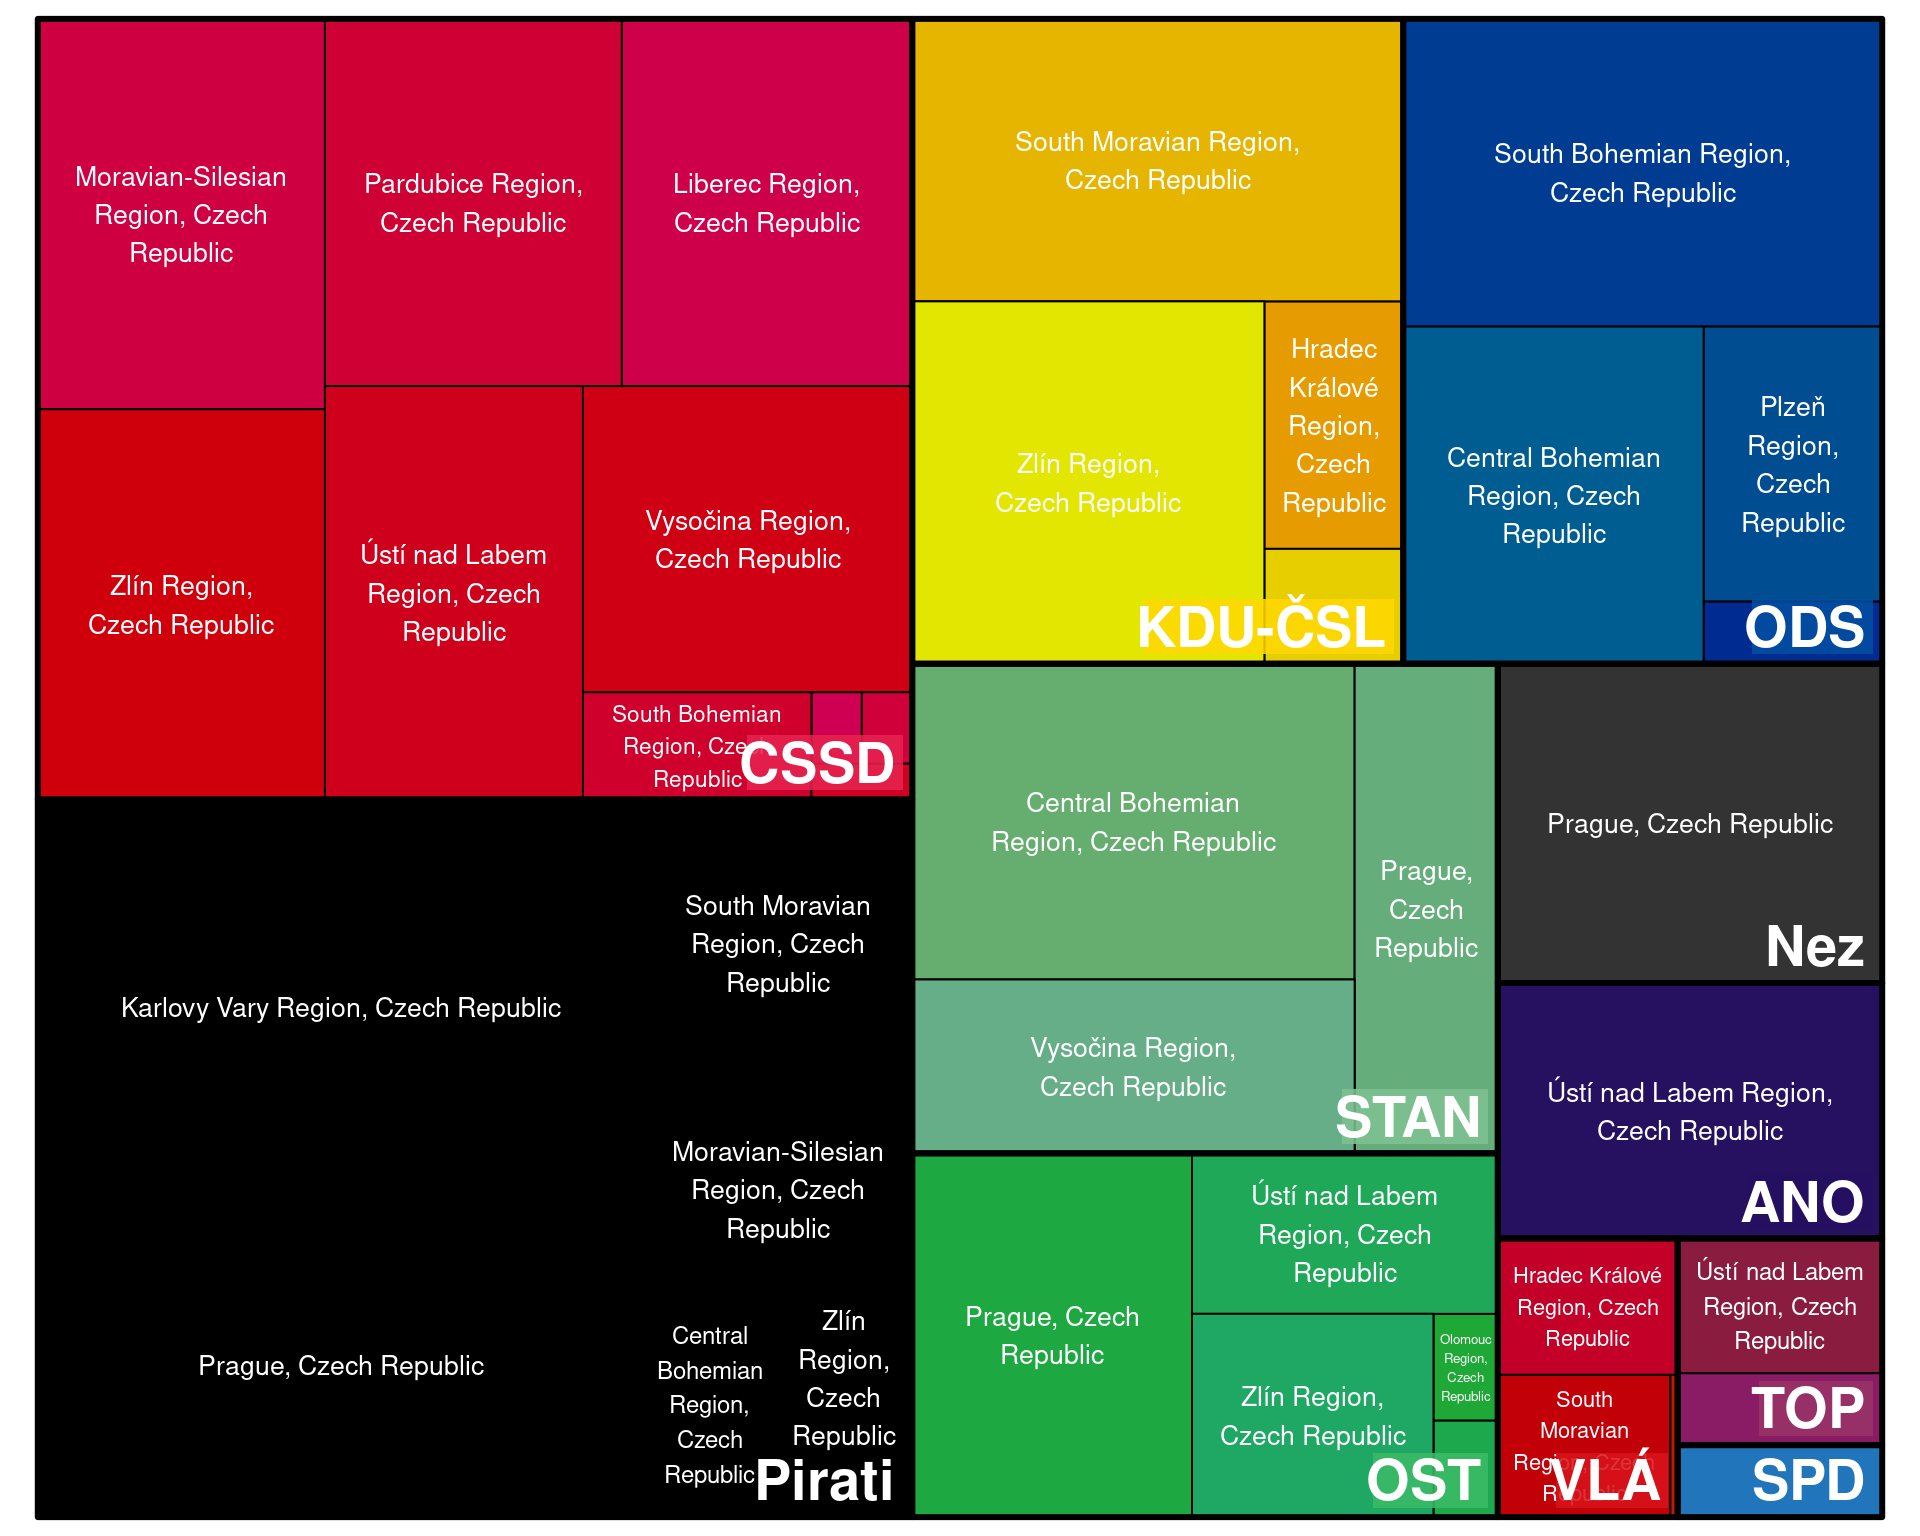 Moravian-Silesian
Region, Czech
Republic
Pardubice Region,
Czech Republic
Liberec Region,
Czech Republic
Zlín Region,
Czech Republic
Ústí nad Labem
Region, Czech
Republic
Vysočina Region,
Czech Republic
South Bohemian
Region, Czech
Republic
CSSD
South Moravian Region,
Czech Republic
Zlín Region,
Czech Republic
Hradec
Králové
Region,
Czech
Republic
KDU-ČSL
South Bohemian Region,
Czech Republic
Central Bohemian
Region, Czech
Republic
Plzeň
Region,
Czech
Republic
ODS
Karlovy Vary Region, Czech Republic
South Moravian
Region, Czech
Republic
Moravian-Silesian
Region, Czech
Republic
Prague, Czech Republic
Central
Bohemian
Region,
Czech
Republic
Zlín
Region,
Czech
Republic
Pirati
Central Bohemian
Region, Czech Republic
Prague,
Czech
Republic
Vysočina Region,
Czech Republic
STAN
Prague, Czech Republic
Nez
Ústí nad Labem Region,
Czech Republic
ANO
Prague, Czech
Republic
Ústí nad Labem
Region, Czech
Republic
Zlín Region,
Czech Republic
Olomouc
Region,
Czech
Republic
OST
Hradec Králové
Region, Czech
Republic
South
Moravian
Region, Czech
Republic
VLÁ
Ústí nad Labem
Region, Czech
Republic
TOP
SPD